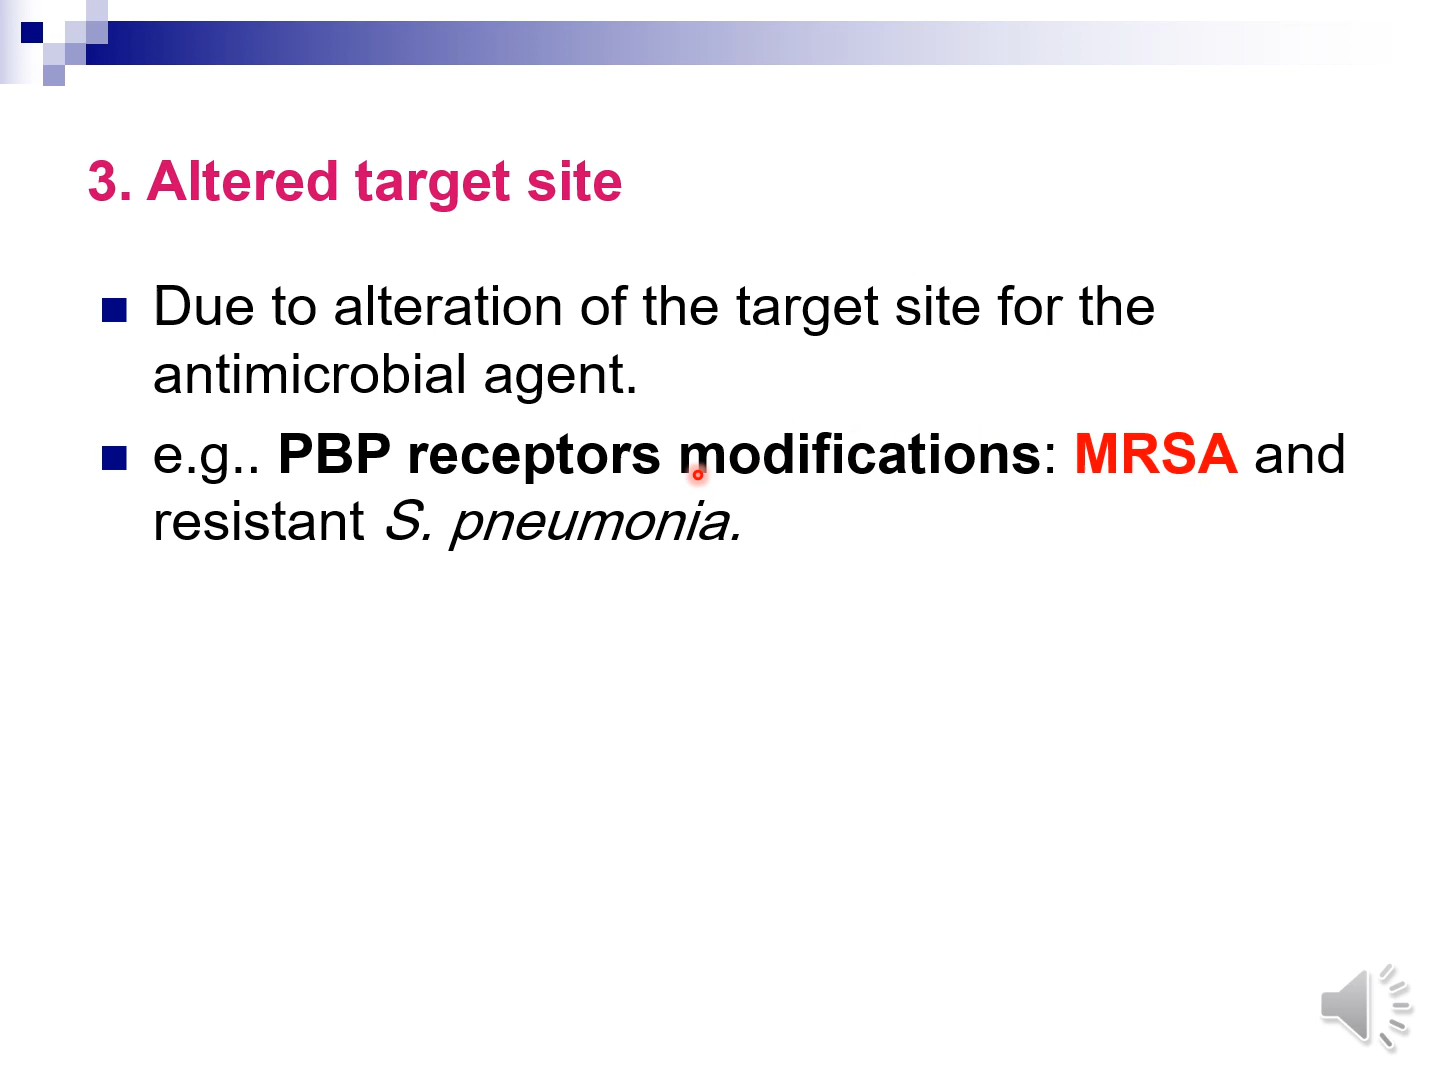 3. Altered target site
Due to alteration of the target site for the
antimicrobial agent.
e.g.. PBP receptors modifications: MRSA and
resistant S. pneumonia.